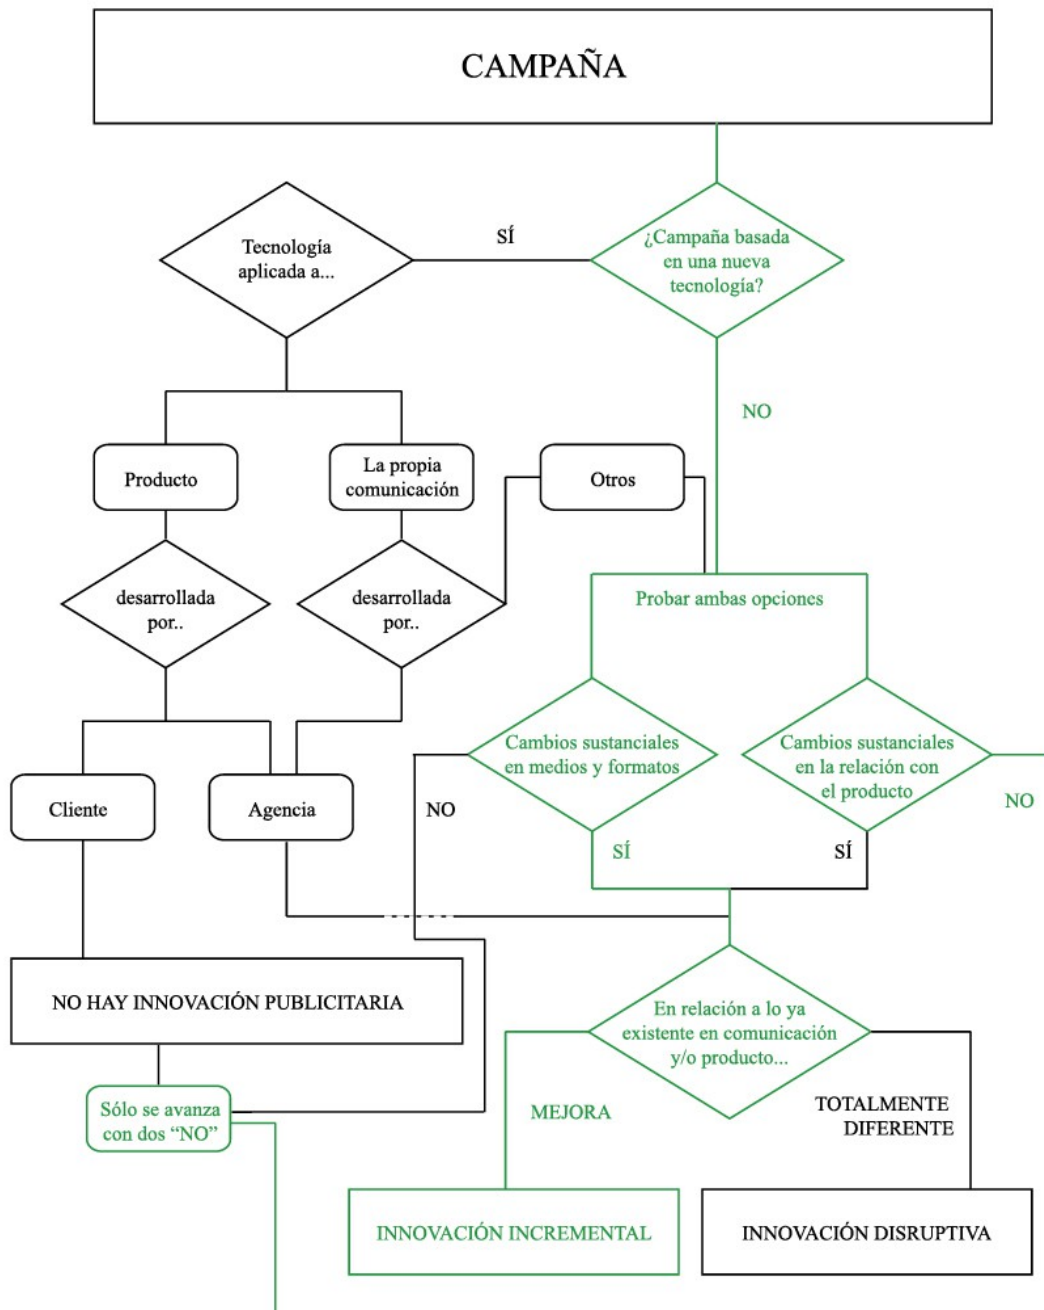 CAMPAÑA
SÍ
¿Campaña basada
en una nueva
tecnología?
Tecnología
aplicada a...
NO
Producto
La propia
comunicación
Otros
desarrollada
por..
desarrollada
por..
Probar ambas opciones
Cambios sustanciales
en medios y formatos
Cambios sustanciales
en la relación con
el producto
NO
NO
Cliente
Agencia
SÍ
SÍ
NO HAY INNOVACIÓN PUBLICITARIA
En relación a lo ya
existente en comunicación
y/o producto...
Sólo se avanza
con dos “NO”
MEJORA
TOTALMENTE
DIFERENTE
INNOVACIÓN INCREMENTAL
INNOVACIÓN DISRUPTIVA